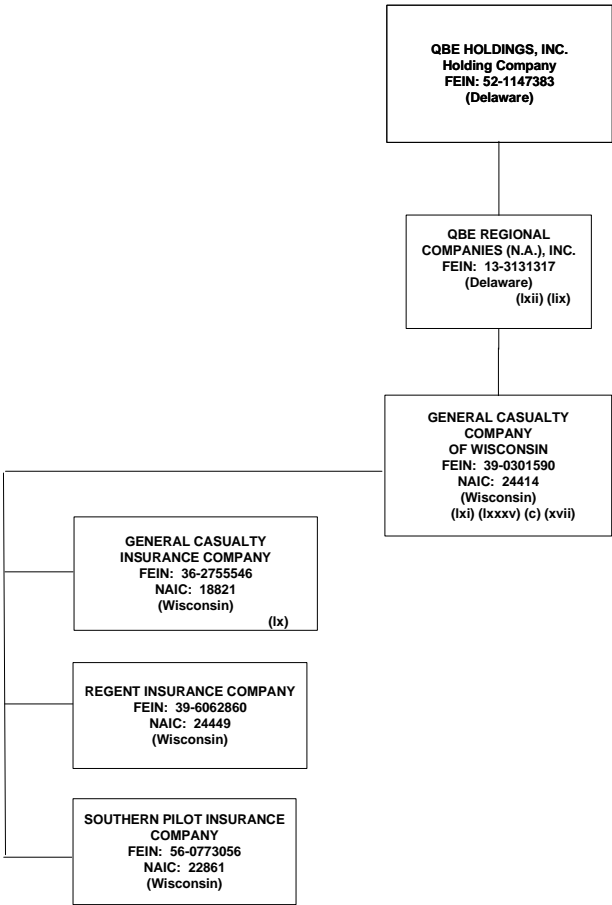 QBE HOLDINGS, INC.
Holding Company
FEIN: 52-1147383
(Delaware)
QBE REGIONAL
COMPANIES (N.A.), INC.
FEIN: 13-3131317
(Delaware)
(lxii) (lix)
GENERAL CASUALTY
COMPANY
OF WISCONSIN
FEIN: 39-0301590
NAIC: 24414
(Wisconsin)
(lxi) (lxxxv) (c) (xvii)
GENERAL CASUALTY
INSURANCE COMPANY
FEIN: 36-2755546
NAIC: 18821
(Wisconsin)
(lx)
REGENT INSURANCE COMPANY
FEIN: 39-6062860
NAIC: 24449
(Wisconsin)
SOUTHERN PILOT INSURANCE
COMPANY
FEIN: 56-0773056
NAIC: 22861
(Wisconsin)